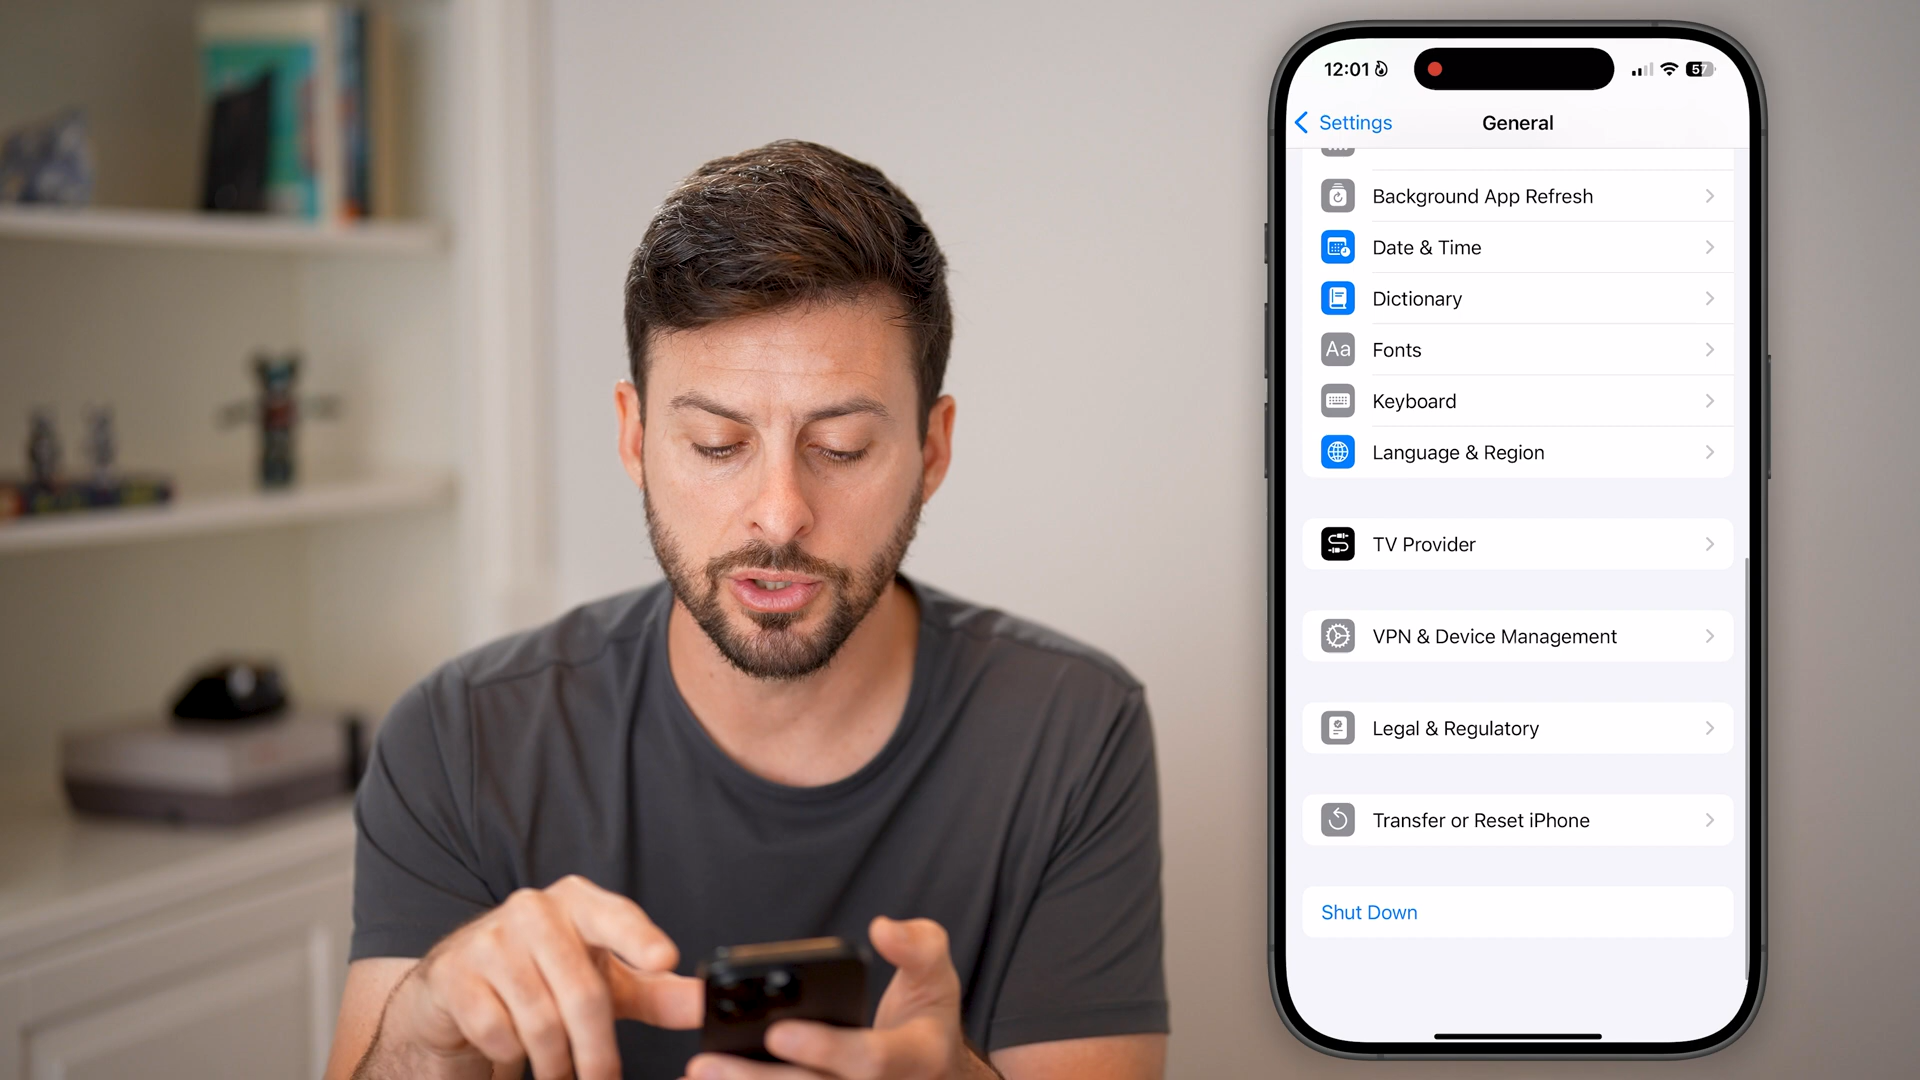 12:01
57
Settings
General
Background App Refresh
Date & Time
Dictionary
Aa
Fonts
Keyboard
Language & Region
TV Provider
VPN & Device Management
Legal & Regulatory
Transfer or Reset iPhone
Shut Down